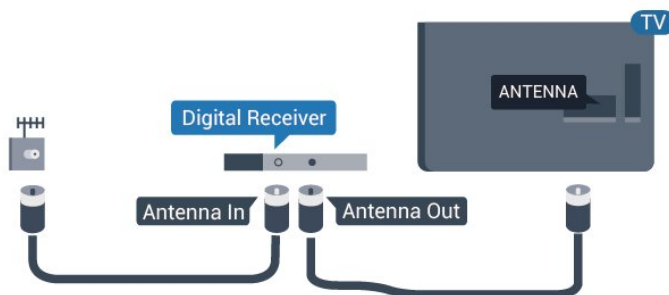 TV
ANTENNA
Digital Receiver
Antenna In
Antenna Out